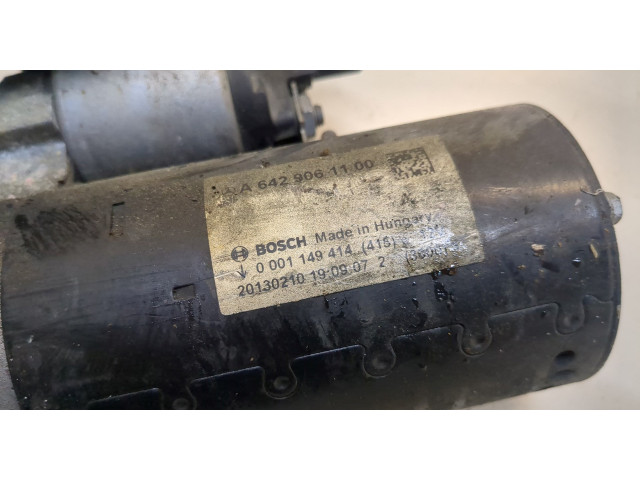 A 642 906 11 00
BOSCH Made in Hungary
0 001 149 414 (415)
20130210 19:09:07 2